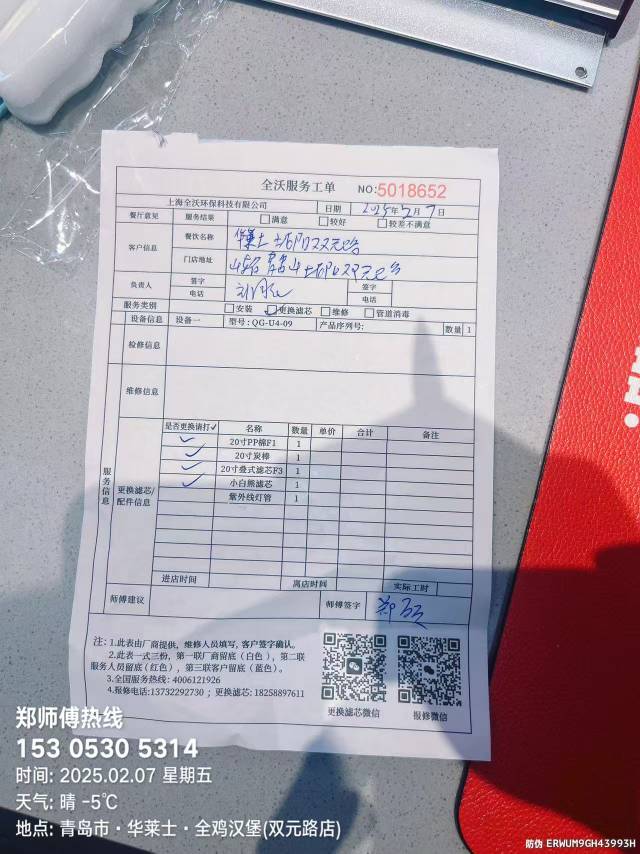 全沃服务工单 NO:5018652
上海全沃环保科技有限公司 日期 2025年2月7日
餐厅意见 服务结果 满意 较好 较差不满意
客户信息 餐饮名称 华莱士 城阳双元路
门店地址 城阳双元路
负责人 签字 签字
电话 电话
服务类别 安装 更换滤芯 维修 管道消毒
设备信息 设备一 型号:QG-U4-09 产品序列号: 数量 1
检修信息
维修信息
服务信息
更换滤芯/配件信息
是否更换请打✓ 名称 数量 单价 合计 备注
✓ 20寸PP棉F1 1
✓ 20寸炭棒 1
✓ 20寸叠式滤芯F3 1
✓ 小白熊滤芯 1
紫外线灯管 1
进店时间 离店时间 实际工时
师傅建议 师傅签字 郑
注:1.此表由厂商提供,维修人员填写,客户签字确认。
2.此表一式三份,第一联厂商留底(白色),第二联
服务人员留底(红色),第三联客户留底(蓝色)。
3.全国服务热线:4006121926
4.报修电话:13732292730;更换滤芯:18258897611
更换滤芯微信 报修微信
郑师傅热线
153 0530 5314
时间: 2025.02.07 星期五
天气: 晴 -5℃
地点: 青岛市·华莱士·全鸡汉堡(双元路店)
防伪 ERWUM9GH43993H